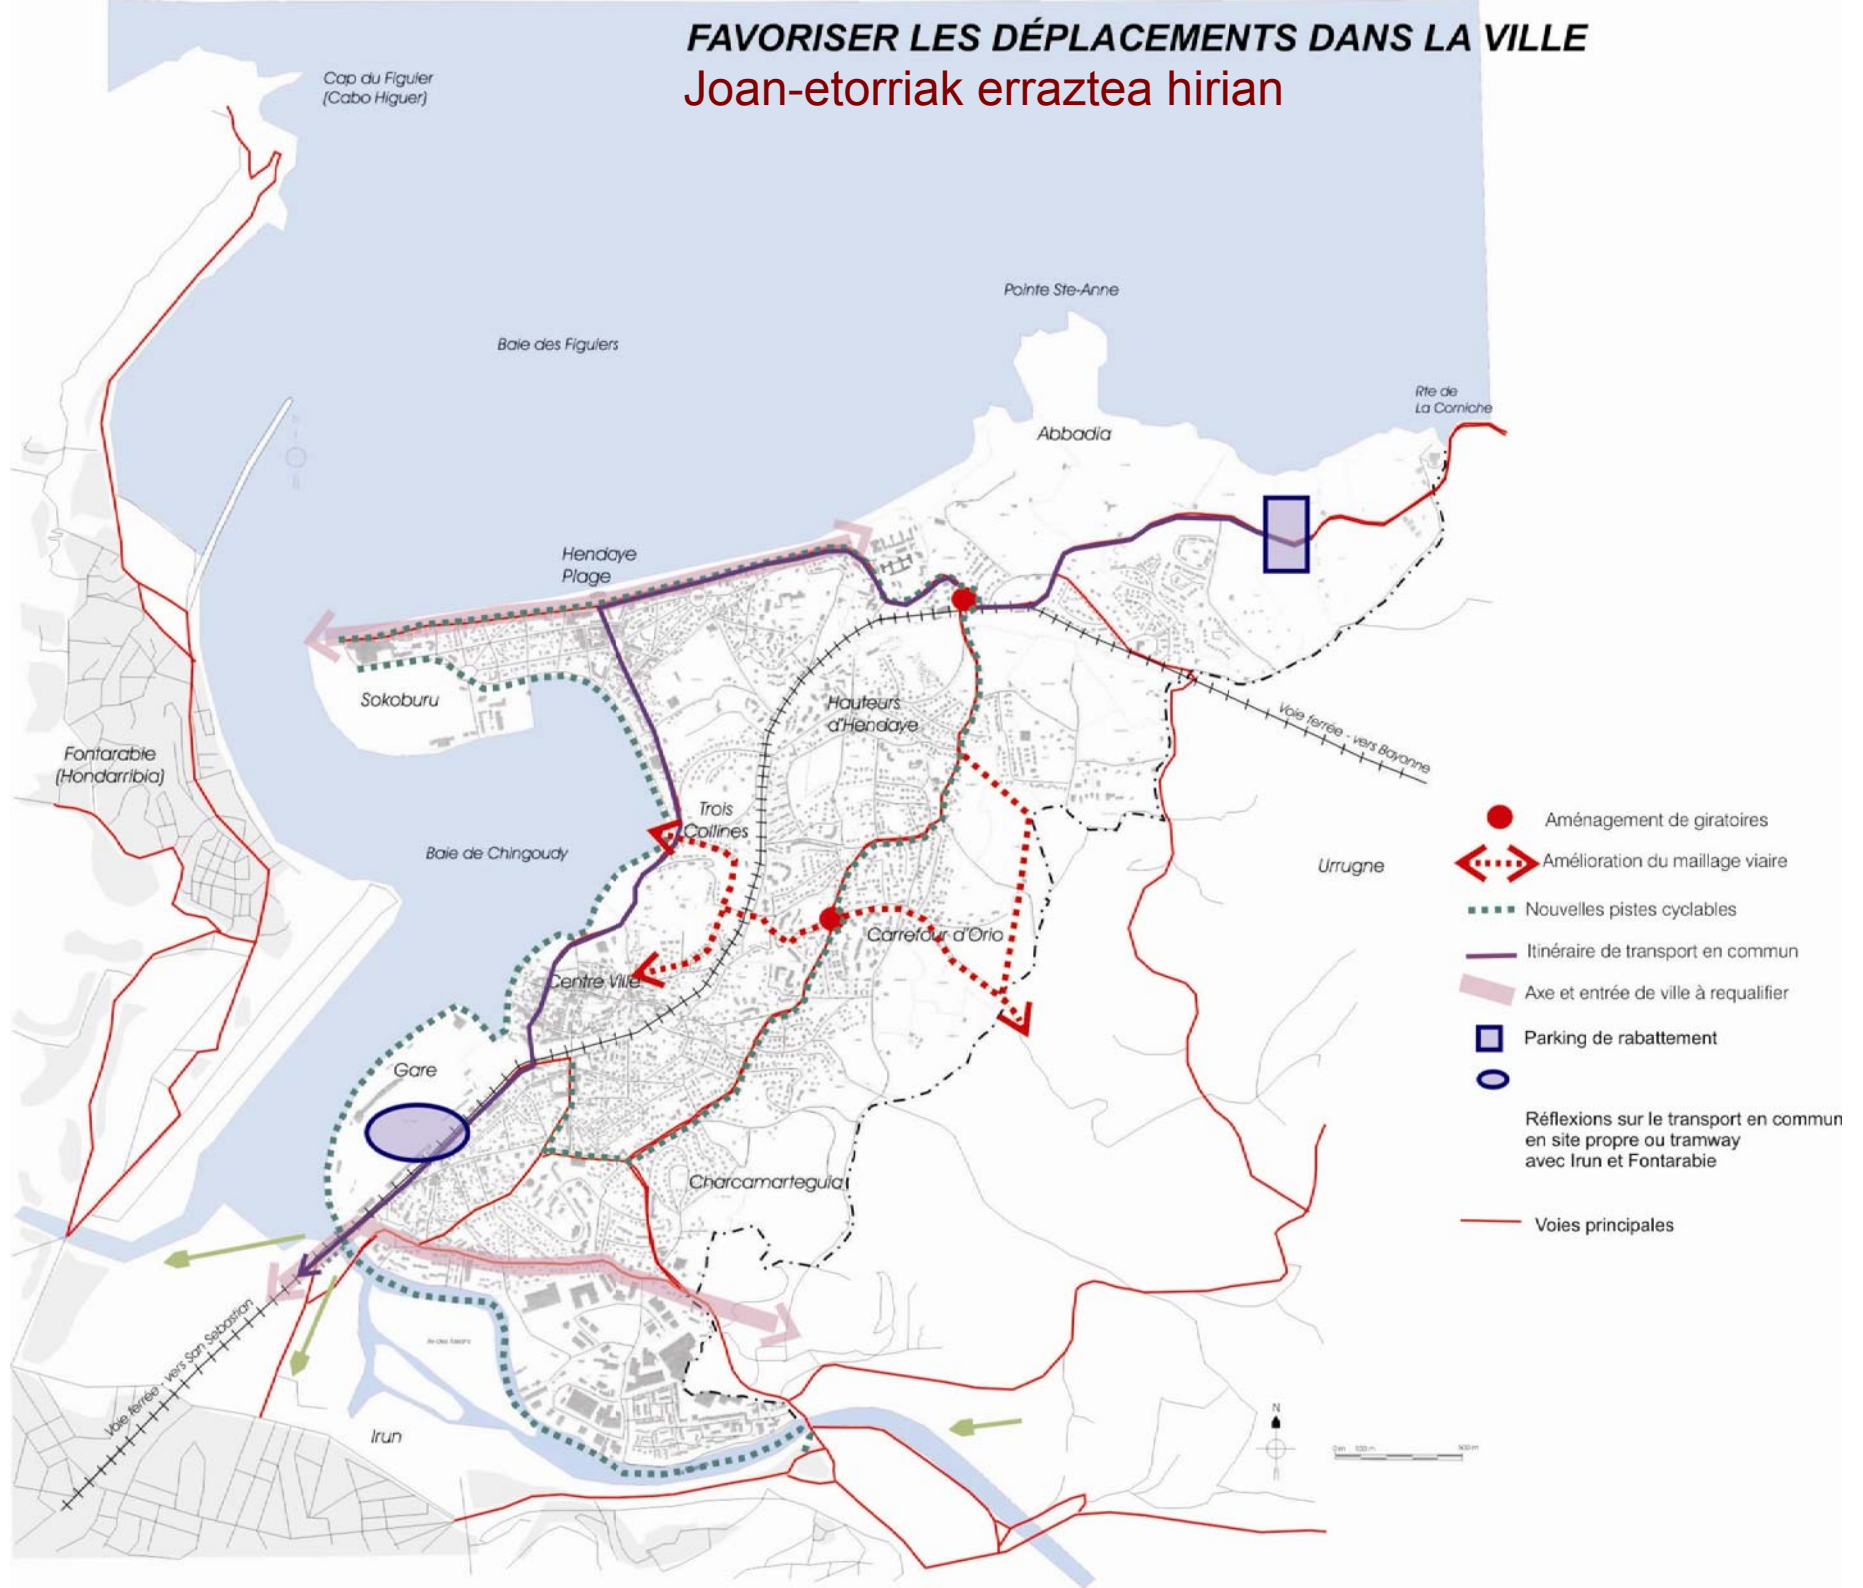 FAVORISER LES DÉPLACEMENTS DANS LA VILLE
Joan-etorriak erraztea hirian
Cap du Figuier
(Cabo Higuer)
Pointe Ste-Anne
Baie des Figuiers
Rte de
La Corniche
Abbadia
Hendaye
Plage
Sokoburu
Hauteurs
d'Hendaye
Voie ferrée - vers Bayonne
Fontarabie
(Hondarribia)
Trois
Collines
Baie de Chingoudy
Urrugne
Carrefour d'Orio
Centre Ville
Gare
Charcamarteguia
Voie ferrée - vers San Sebastian
Irun
Aménagement de giratoires
Amélioration du maillage viaire
Nouvelles pistes cyclables
Itinéraire de transport en commun
Axe et entrée de ville à requalifier
Parking de rabattement
Réflexions sur le transport en commun
en site propre ou tramway
avec Irun et Fontarabie
Voies principales
N
0 m 100 m 500 m